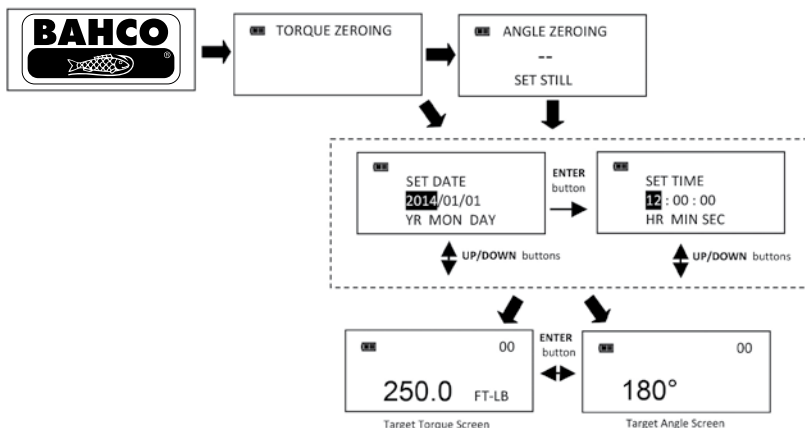 BAHCO
®
TORQUE ZEROING
ANGLE ZEROING
--
SET STILL
SET DATE
2014/01/01
YR MON DAY
ENTER
button
SET TIME
12 : 00 : 00
HR MIN SEC
UP/DOWN buttons
UP/DOWN buttons
00
250.0 FT-LB
Target Torque Screen
ENTER
button
00
180°
Target Angle Screen